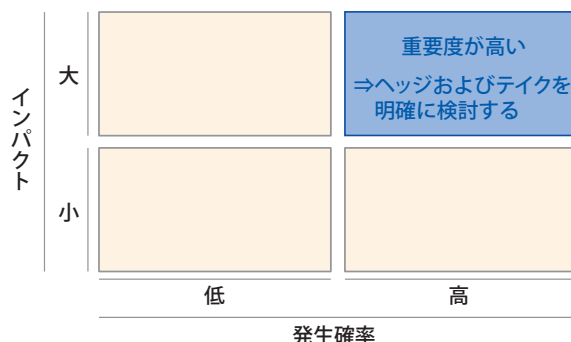 インパクト
大
重要度が高い
⇒ヘッジおよびテイクを
明確に検討する
小
低
高
発生確率